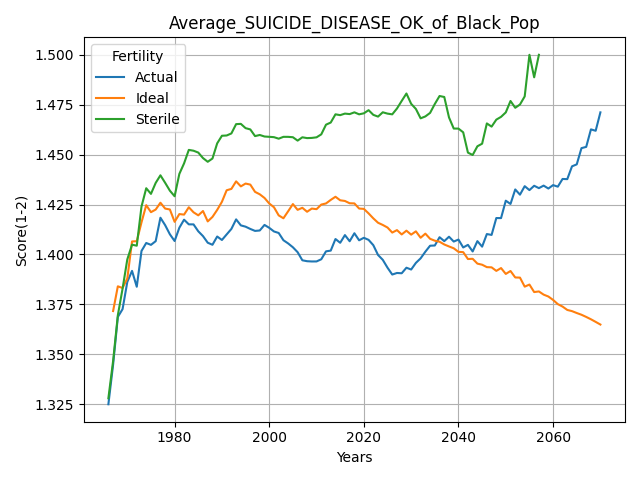 Average_SUICIDE_DISEASE_OK_of_Black_Pop
Score(1-2)
1.500
1.475
1.450
1.425
1.400
1.375
1.350
1.325
Fertility
Actual
Ideal
Sterile
1980 2000 2020 2040 2060
Years